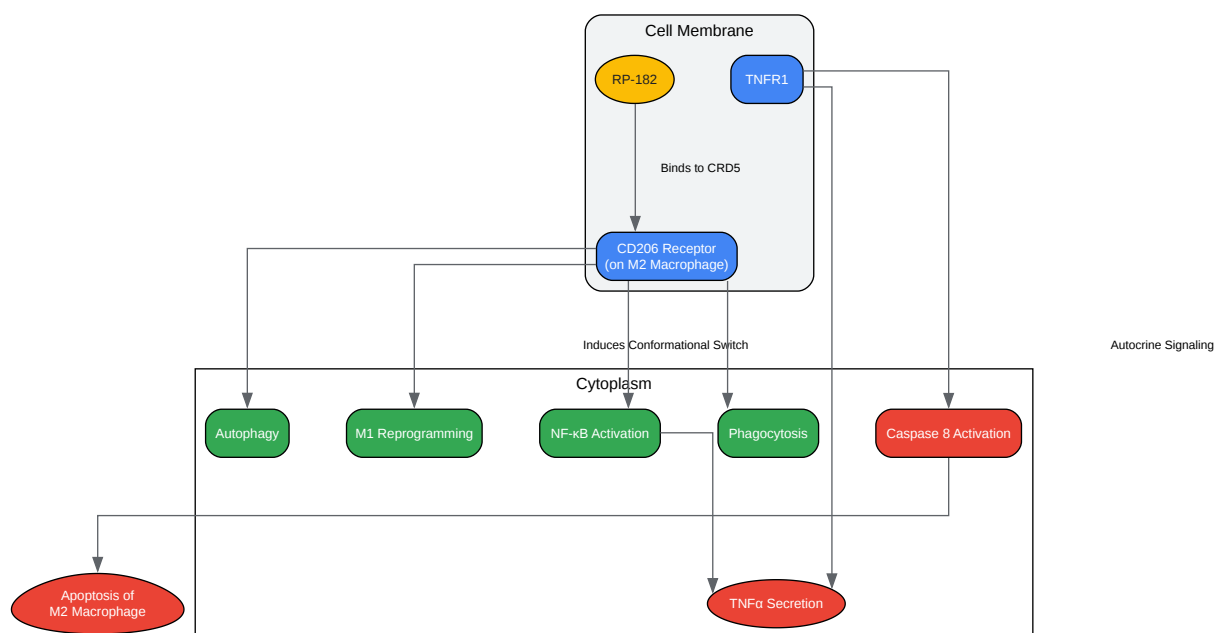 Cell Membrane
RP-182
TNFR1
Binds to CRD5
CD206 Receptor
(on M2 Macrophage)
Induces Conformational Switch
Autocrine Signaling
Cytoplasm
Autophagy
M1 Reprogramming
NF-κB Activation
Phagocytosis
Caspase 8 Activation
Apoptosis of
M2 Macrophage
TNFα Secretion